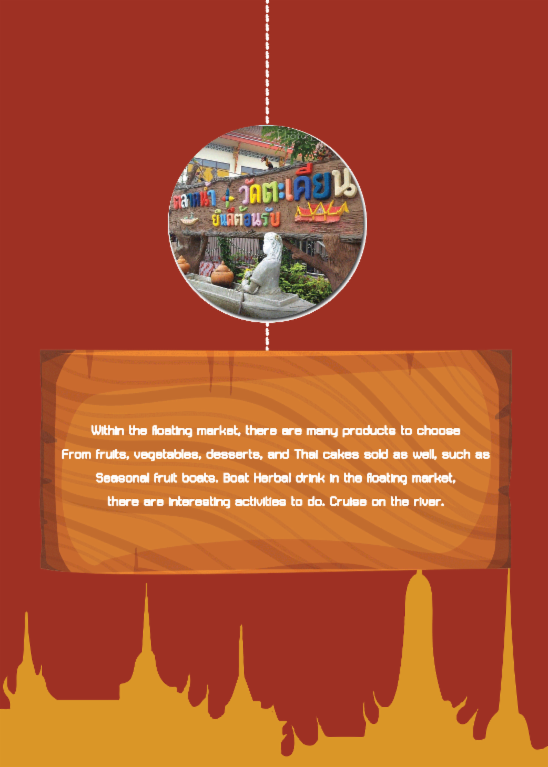 ตลาดน้ำ วัดตะเคียน
ยินดีต้อนรับ
Within the floating market, there are many products to choose
From fruits, vegetables, desserts, and Thai cakes sold as well, such as
Seasonal fruit boats. Boat Herbal drink in the floating market,
there are interesting activities to do. Cruise on the river.